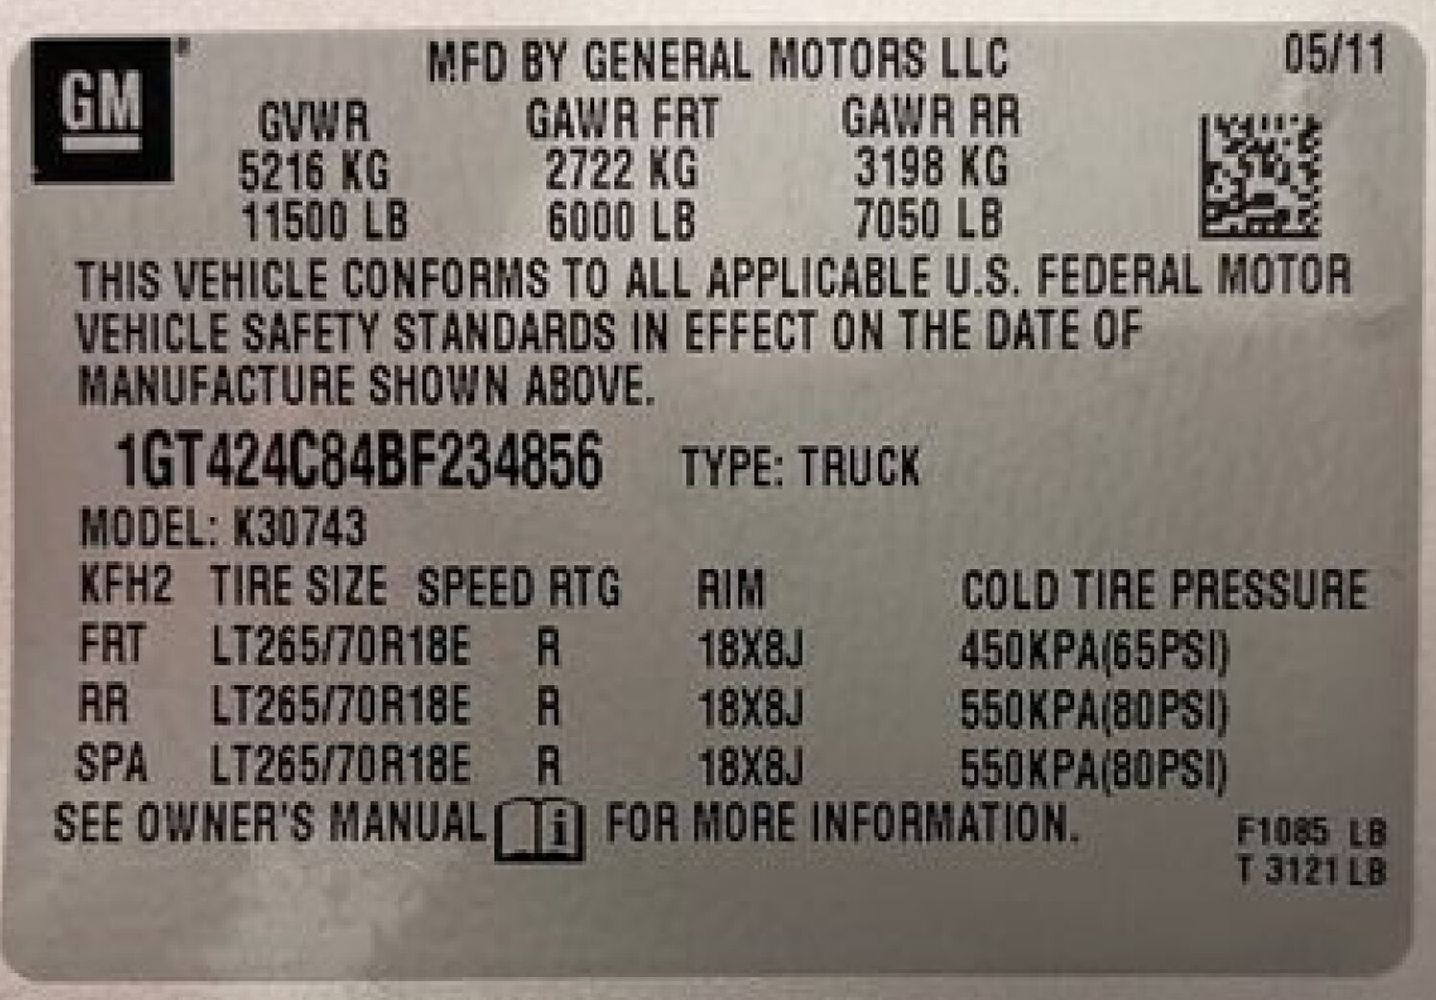 GM®
MFD BY GENERAL MOTORS LLC 05/11
GVWR GAWR FRT GAWR RR
5216 KG 2722 KG 3198 KG
11500 LB 6000 LB 7050 LB
THIS VEHICLE CONFORMS TO ALL APPLICABLE U.S. FEDERAL MOTOR
VEHICLE SAFETY STANDARDS IN EFFECT ON THE DATE OF
MANUFACTURE SHOWN ABOVE.
1GT424C84BF234856 TYPE: TRUCK
MODEL: K30743
KFH2 TIRE SIZE SPEED RTG RIM COLD TIRE PRESSURE
FRT LT265/70R18E R 18X8J 450KPA(65PSI)
RR LT265/70R18E R 18X8J 550KPA(80PSI)
SPA LT265/70R18E R 18X8J 550KPA(80PSI)
SEE OWNER'S MANUAL i FOR MORE INFORMATION.
F1085 LB
T 3121 LB